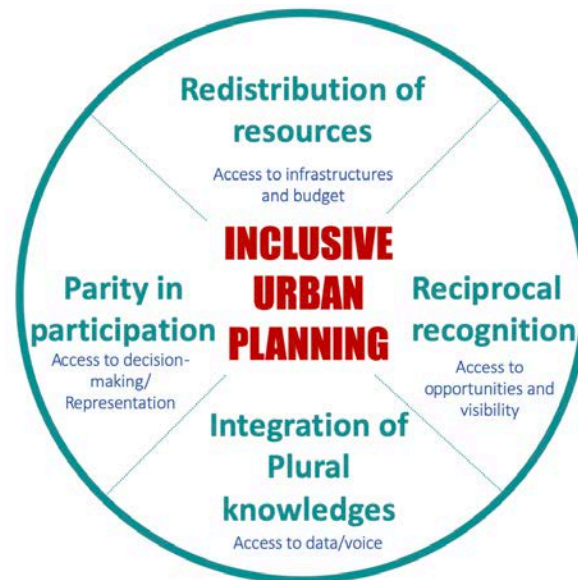 Redistribution of
resources
Access to infrastructures
and budget
INCLUSIVE
URBAN
PLANNING
Parity in
participation
Access to decision-
making/
Representation
Reciprocal
recognition
Access to
opportunities and
visibility
Integration of
Plural
knowledges
Access to data/voice